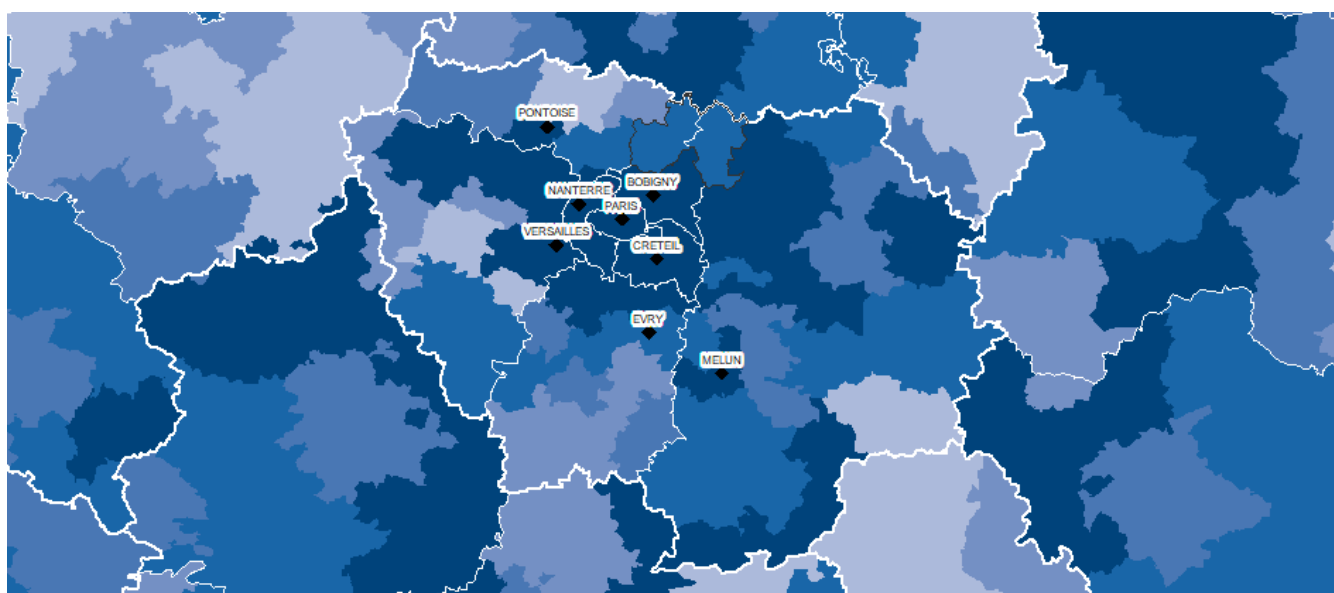 PONTOISE
BOBIGNY
NANTERRE
PARIS
VERSAILLES
CRETEIL
EVRY
MELUN